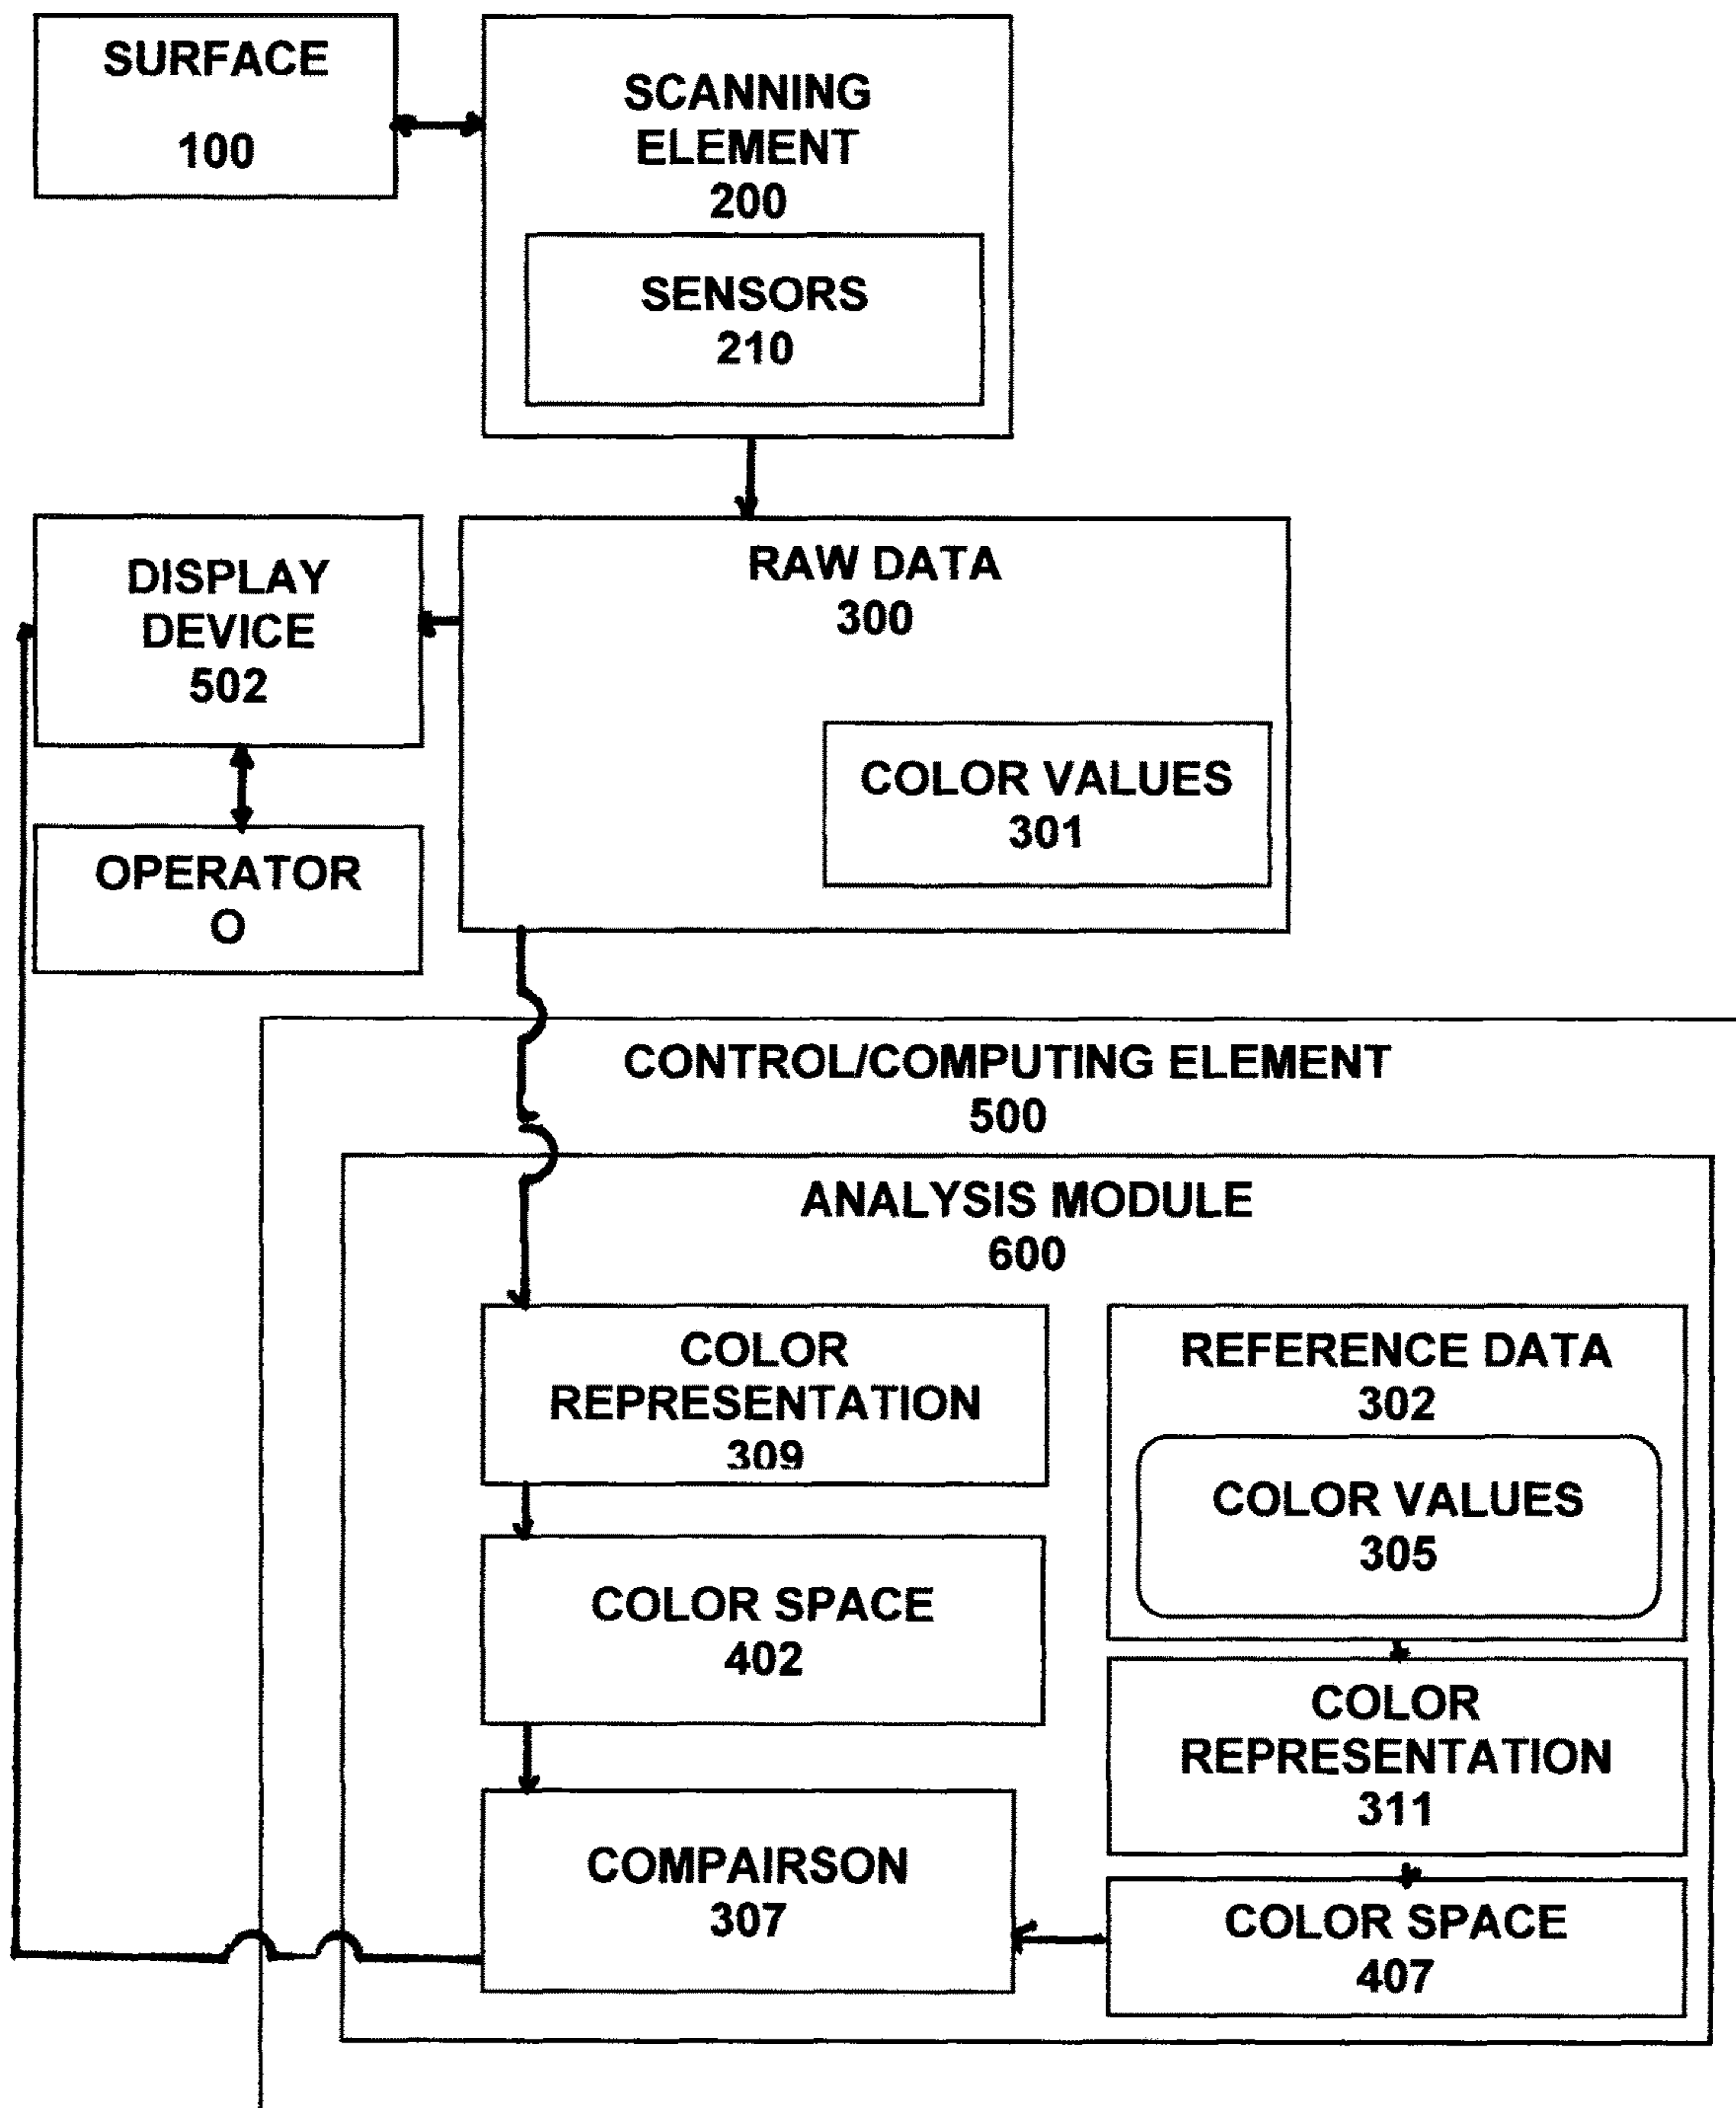 SURFACE
100
SCANNING
ELEMENT
200
SENSORS
210
DISPLAY
DEVICE
502
RAW DATA
300
COLOR VALUES
301
OPERATOR
O
CONTROL/COMPUTING ELEMENT
500
ANALYSIS MODULE
600
COLOR
REPRESENTATION
309
REFERENCE DATA
302
COLOR VALUES
305
COLOR SPACE
402
COLOR
REPRESENTATION
311
COMPAIRSON
307
COLOR SPACE
407